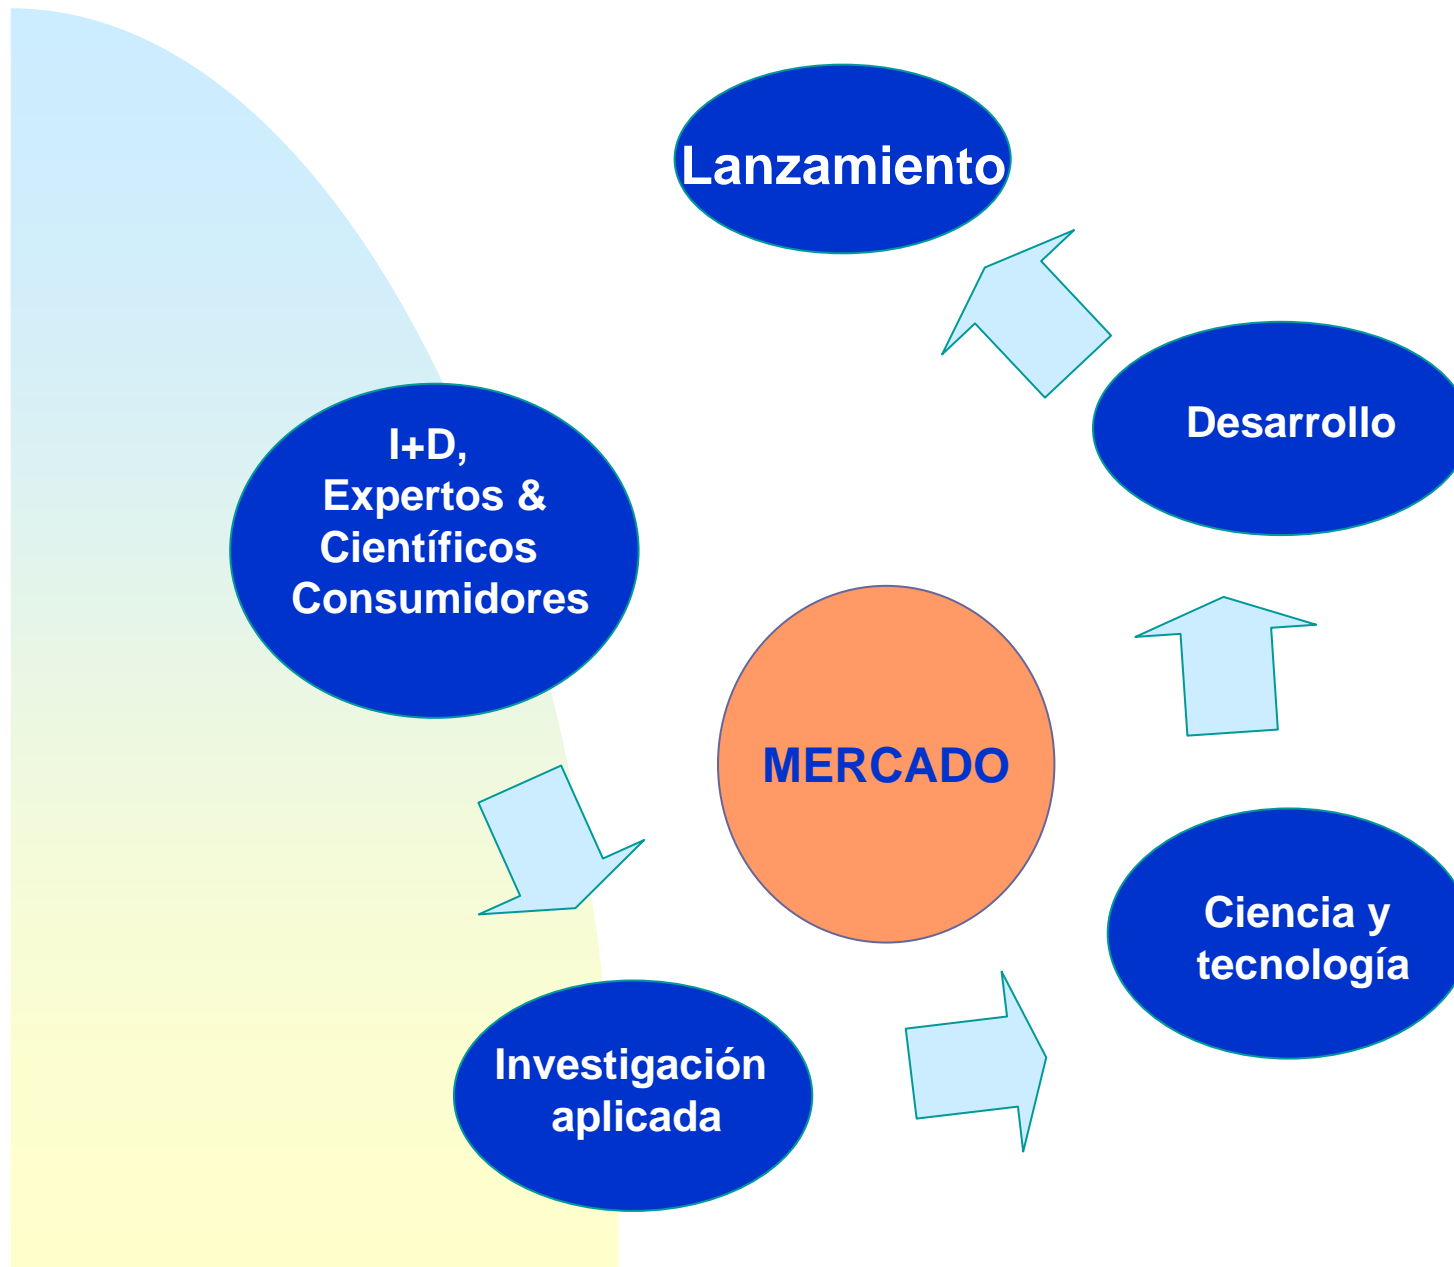 Lanzamiento
Desarrollo
I+D,
Expertos &
Científicos
Consumidores
MERCADO
Ciencia y
tecnología
Investigación
aplicada